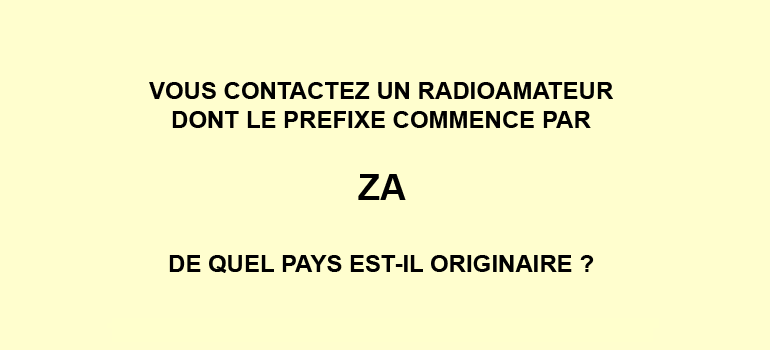 VOUS CONTACTEZ UN RADIOAMATEUR
DONT LE PREFIXE COMMENCE PAR
ZA
DE QUEL PAYS EST-IL ORIGINAIRE ?